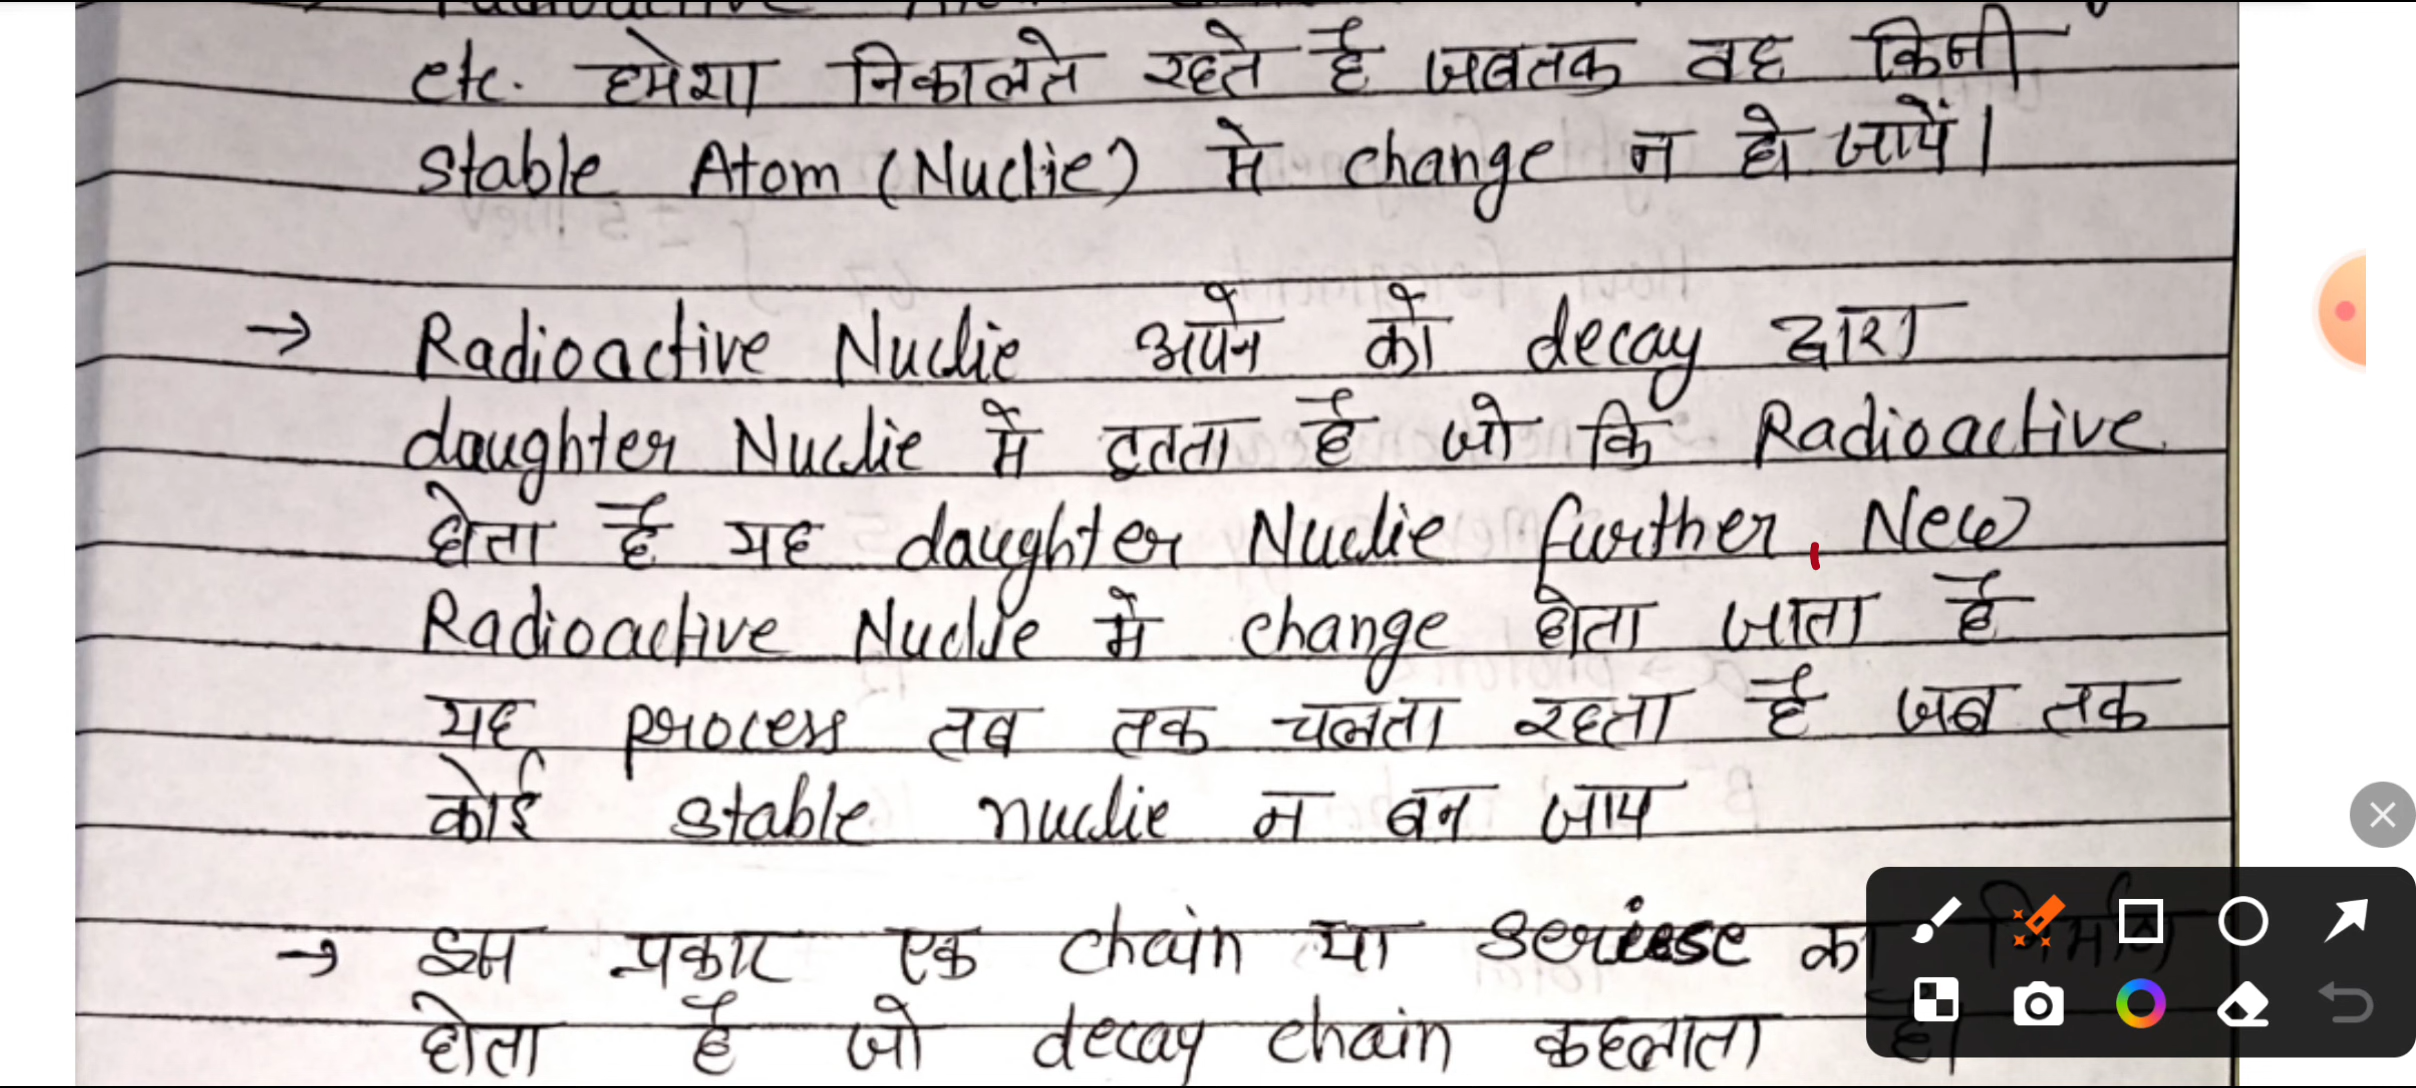 etc. हमेशा निकालते रहते है जबतक वह किसी
Stable Atom (Nuclie) मे change न हो जायें।
→ Radioactive Nuclie अपने को decay द्वारा
daughter Nuclie मे टुटता है जो कि Radioactive
होता है यह daughter Nuclie further, New
Radioactive Nuclie मे change होता जाता है
यह process तब तक चलता रहता है जब तक
कोई stable nuclie न बन जाय
→ इस प्रकार एक chain या seriese का निर्माण
होता है जो decay chain कहलाता है।